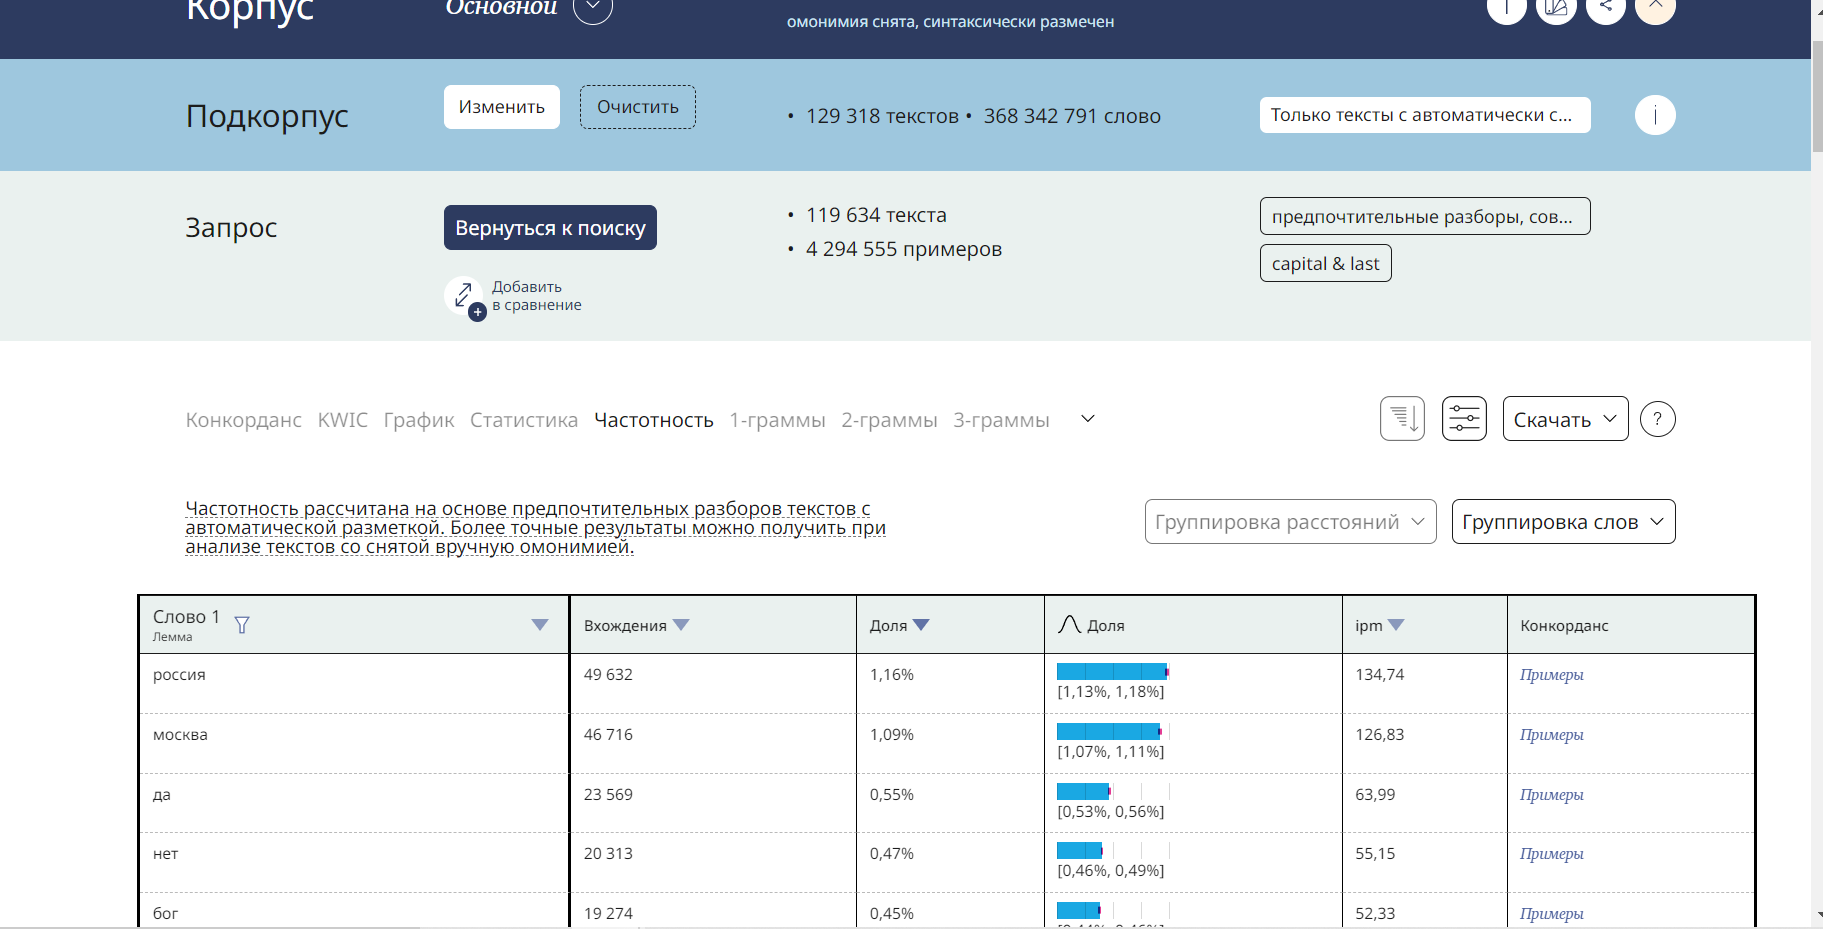 Корпус
Основной
омонимия снята, синтаксически размечен
Подкорпус
Изменить
Очистить
• 129 318 текстов • 368 342 791 слово
Только тексты с автоматически с...
Запрос
Вернуться к поиску
• 119 634 текста
• 4 294 555 примеров
предпочтительные разборы, сов...
capital & last
Добавить
в сравнение
Конкорданс KWIC График Статистика Частотность 1-граммы 2-граммы 3-граммы
Скачать
?
Частотность рассчитана на основе предпочтительных разборов текстов с
автоматической разметкой. Более точные результаты можно получить при
анализе текстов со снятой вручную омонимией.
Группировка расстояний
Группировка слов
Слово 1
Лемма
Вхождения Доля Доля ipm Конкорданс
россия 49 632 1,16% 134,74 Примеры
[1,13%, 1,18%]
москва 46 716 1,09% 126,83 Примеры
[1,07%, 1,11%]
да 23 569 0,55% 63,99 Примеры
[0,53%, 0,56%]
нет 20 313 0,47% 55,15 Примеры
[0,46%, 0,49%]
бог 19 274 0,45% 52,33 Примеры